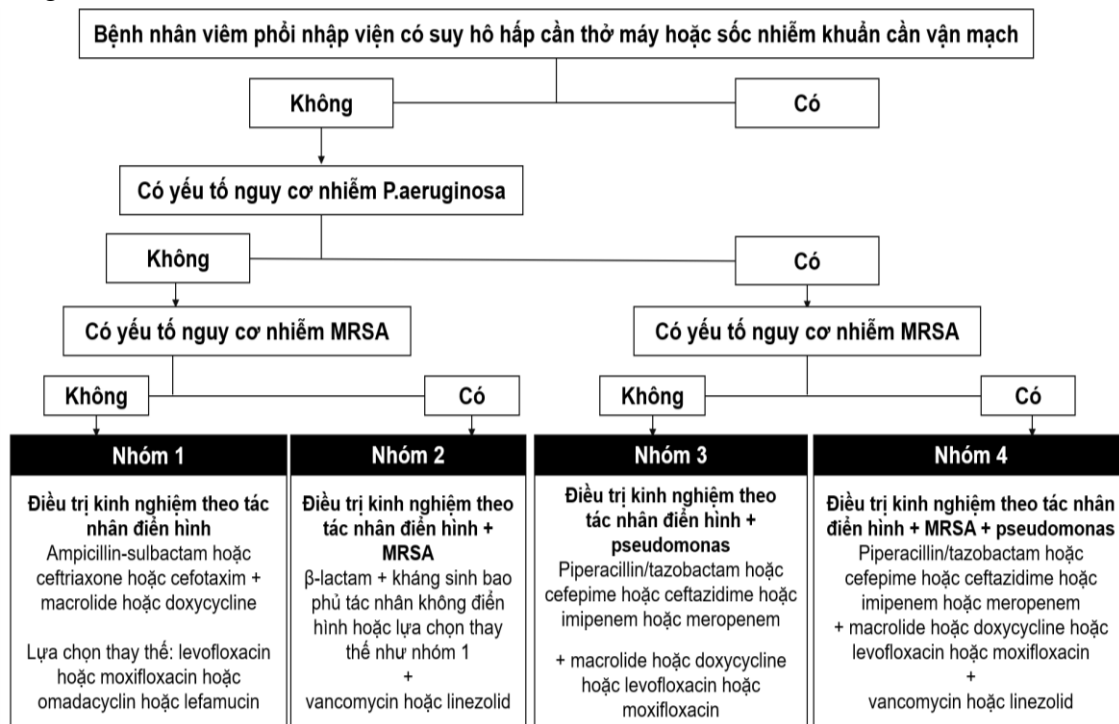 Bệnh nhân viêm phổi nhập viện có suy hô hấp cần thở máy hoặc sốc nhiễm khuẩn cần vận mạch
Không
Có
Có yếu tố nguy cơ nhiễm P.aeruginosa
Không
Có
Có yếu tố nguy cơ nhiễm MRSA
Có yếu tố nguy cơ nhiễm MRSA
Không
Có
Không
Có
Nhóm 1
Điều trị kinh nghiệm theo tác
nhân điển hình
Ampicillin-sulbactam hoặc
ceftriaxone hoặc cefotaxim +
macrolide hoặc doxycycline
Lựa chọn thay thế: levofloxacin
hoặc moxifloxacin hoặc
omadacyclin hoặc lefamucin
Nhóm 2
Điều trị kinh nghiệm theo
tác nhân điển hình +
MRSA
β-lactam + kháng sinh bao
phủ tác nhân không điển
hình hoặc lựa chọn thay
thế như nhóm 1
+
vancomycin hoặc linezolid
Nhóm 3
Điều trị kinh nghiệm theo
tác nhân điển hình +
pseudomonas
Piperacillin/tazobactam hoặc
cefepime hoặc ceftazidime hoặc
imipenem hoặc meropenem
+ macrolide hoặc doxycycline
hoặc levofloxacin hoặc
moxifloxacin
Nhóm 4
Điều trị kinh nghiệm theo tác nhân
điển hình + MRSA + pseudomonas
Piperacillin/tazobactam hoặc
cefepime hoặc ceftazidime hoặc
imipenem hoặc meropenem
+ macrolide hoặc doxycycline hoặc
levofloxacin hoặc moxifloxacin
+
vancomycin hoặc linezolid